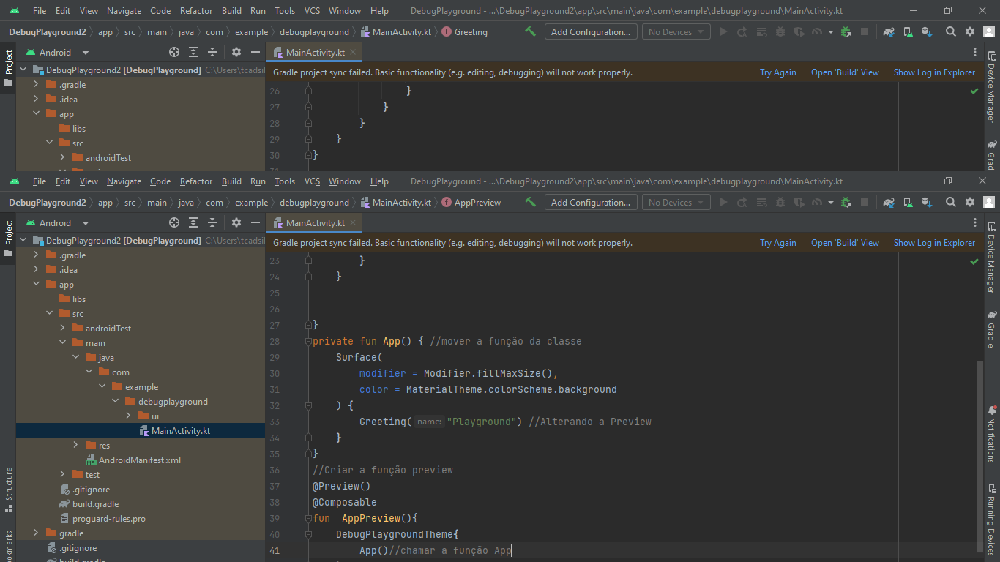 File Edit View Navigate Code Refactor Build Run Tools VCS Window Help DebugPlayground - ...\DebugPlayground2\app\src\main\java\com\example\debugplayground\MainActivity.kt
DebugPlayground2 app src main java com example debugplayground MainActivity.kt Greeting Add Configuration... No Devices
Project
Android
MainActivity.kt
DebugPlayground2 [DebugPlayground] C:\Users\tcadsil
Gradle project sync failed. Basic functionality (e.g. editing, debugging) will not work properly. Try Again Open 'Build' View Show Log in Explorer
.gradle
.idea
app
libs
src
androidTest
26 }
27 }
28 }
29 }
30 }
Device Manager
Grad
File Edit View Navigate Code Refactor Build Run Tools VCS Window Help DebugPlayground - ...\DebugPlayground2\app\src\main\java\com\example\debugplayground\MainActivity.kt
DebugPlayground2 app src main java com example debugplayground MainActivity.kt AppPreview Add Configuration... No Devices
Project
Android
MainActivity.kt
DebugPlayground2 [DebugPlayground] C:\Users\tcadsil
Gradle project sync failed. Basic functionality (e.g. editing, debugging) will not work properly. Try Again Open 'Build' View Show Log in Explorer
.gradle
.idea
app
libs
src
androidTest
main
java
com
example
debugplayground
ui
MainActivity.kt
res
AndroidManifest.xml
test
.gitignore
build.gradle
proguard-rules.pro
gradle
.gitignore
build.gradle
Structure
okmarks
23 }
24 }
25
26
27 }
28 private fun App() { //mover a função da classe
29 Surface(
30 modifier = Modifier.fillMaxSize(),
31 color = MaterialTheme.colorScheme.background
32 ) {
33 Greeting( name: "Playground") //Alterando a Preview
34 }
35 }
36 //Criar a função preview
37 @Preview()
38 @Composable
39 fun AppPreview(){
40 DebugPlaygroundTheme{
41 App()//chamar a função App
Device Manager
Gradle
Notifications
Running Devices